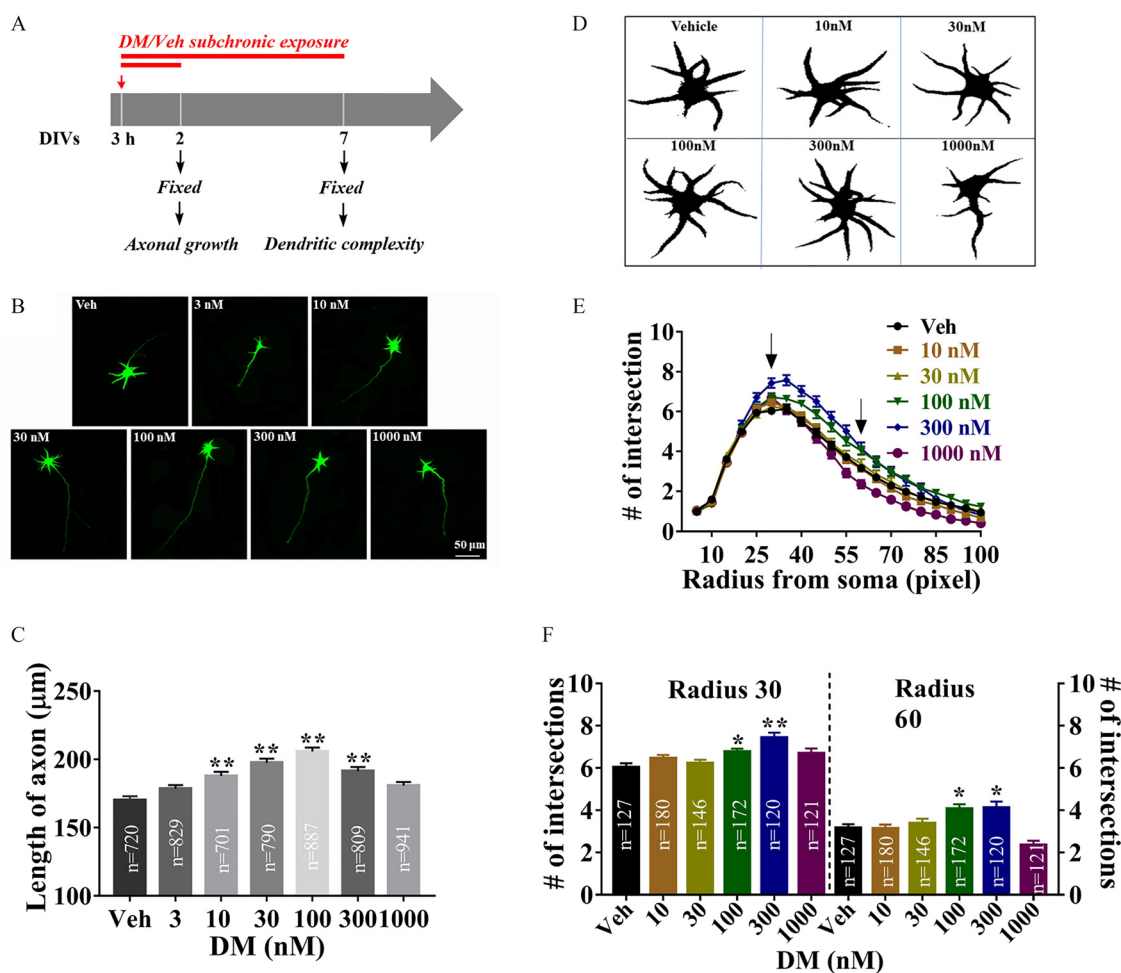 A
DM/Veh subchronic exposure
DIVs
3 h 2 7
Fixed Fixed
Axonal growth Dendritic complexity
B
Veh 3 nM 10 nM
30 nM 100 nM 300 nM 1000 nM
50 μm
C
Length of axon (μm)
250
200
150
100
n=720 n=829 n=701 n=790 n=887 n=809 n=941
** ** ** **
Veh 3 10 30 100 300 1000
DM (nM)
D
Vehicle 10nM 30nM
100nM 300nM 1000nM
E
# of intersection
10
8
6
4
2
0
Veh
10 nM
30 nM
100 nM
300 nM
1000 nM
10 25 40 55 70 85 100
Radius from soma (pixel)
F
# of intersections
10
8
6
4
2
0
Radius 30
* **
n=127 n=180 n=146 n=172 n=120 n=121
Veh 10 30 100 300 1000
Radius
60
* *
n=127 n=180 n=146 n=172 n=120 n=121
Veh 10 30 100 300 1000
10
8
6
4
2
0
# of intersections
DM (nM)